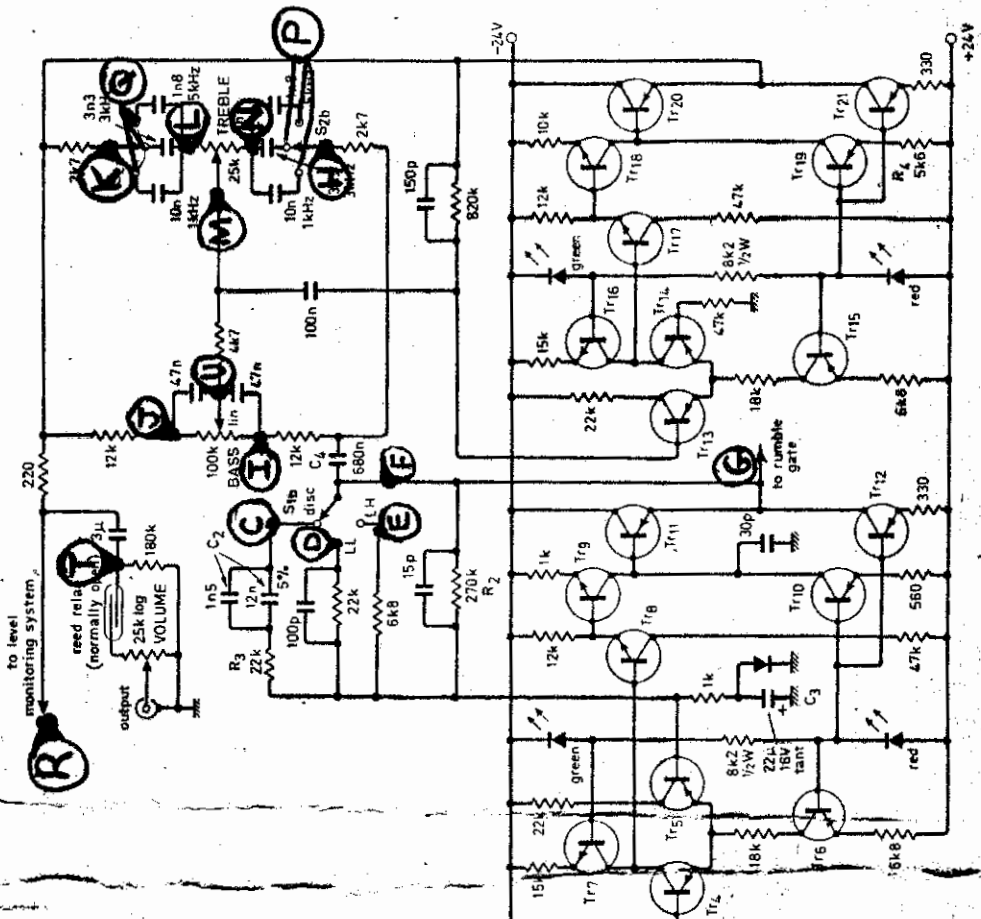 −24V
+24V
Q
P
3n3
3kHz
1n8
5kHz
2k7
K
L
TREBLE
N
S2b
2k7
25k
10n
1kHz
M
10n
1kHz
H
150p
820k
10k
Tr20
Tr21
330
Tr18
Tr19
R4
5k6
12k
Tr17
47k
green
8k2
½W
red
Tr16
Tr14
47k
15k
Tr15
100n
4k7
47n
U
47n
J
lin
12k
100k
BASS
I
12k
C4
680n
22k
Tr13
18k
6k8
220
3µ
T
180k
reed relay
(normally open)
25k log
VOLUME
output
to level
monitoring system
R
C
S1b
disc
F
G
to rumble
gate
C2
D
LL
LH
E
1n5
12n
5%
100p
22k
6k8
15p
270k
R2
R3
22k
Tr12
330
Tr11
30p
1k
Tr9
Tr10
560
12k
Tr8
47k
1k
C3
green
8k2
½W
22µ
16V
tant
+
red
22k
Tr5
18k
Tr6
6k8
15k
Tr7
Tr4